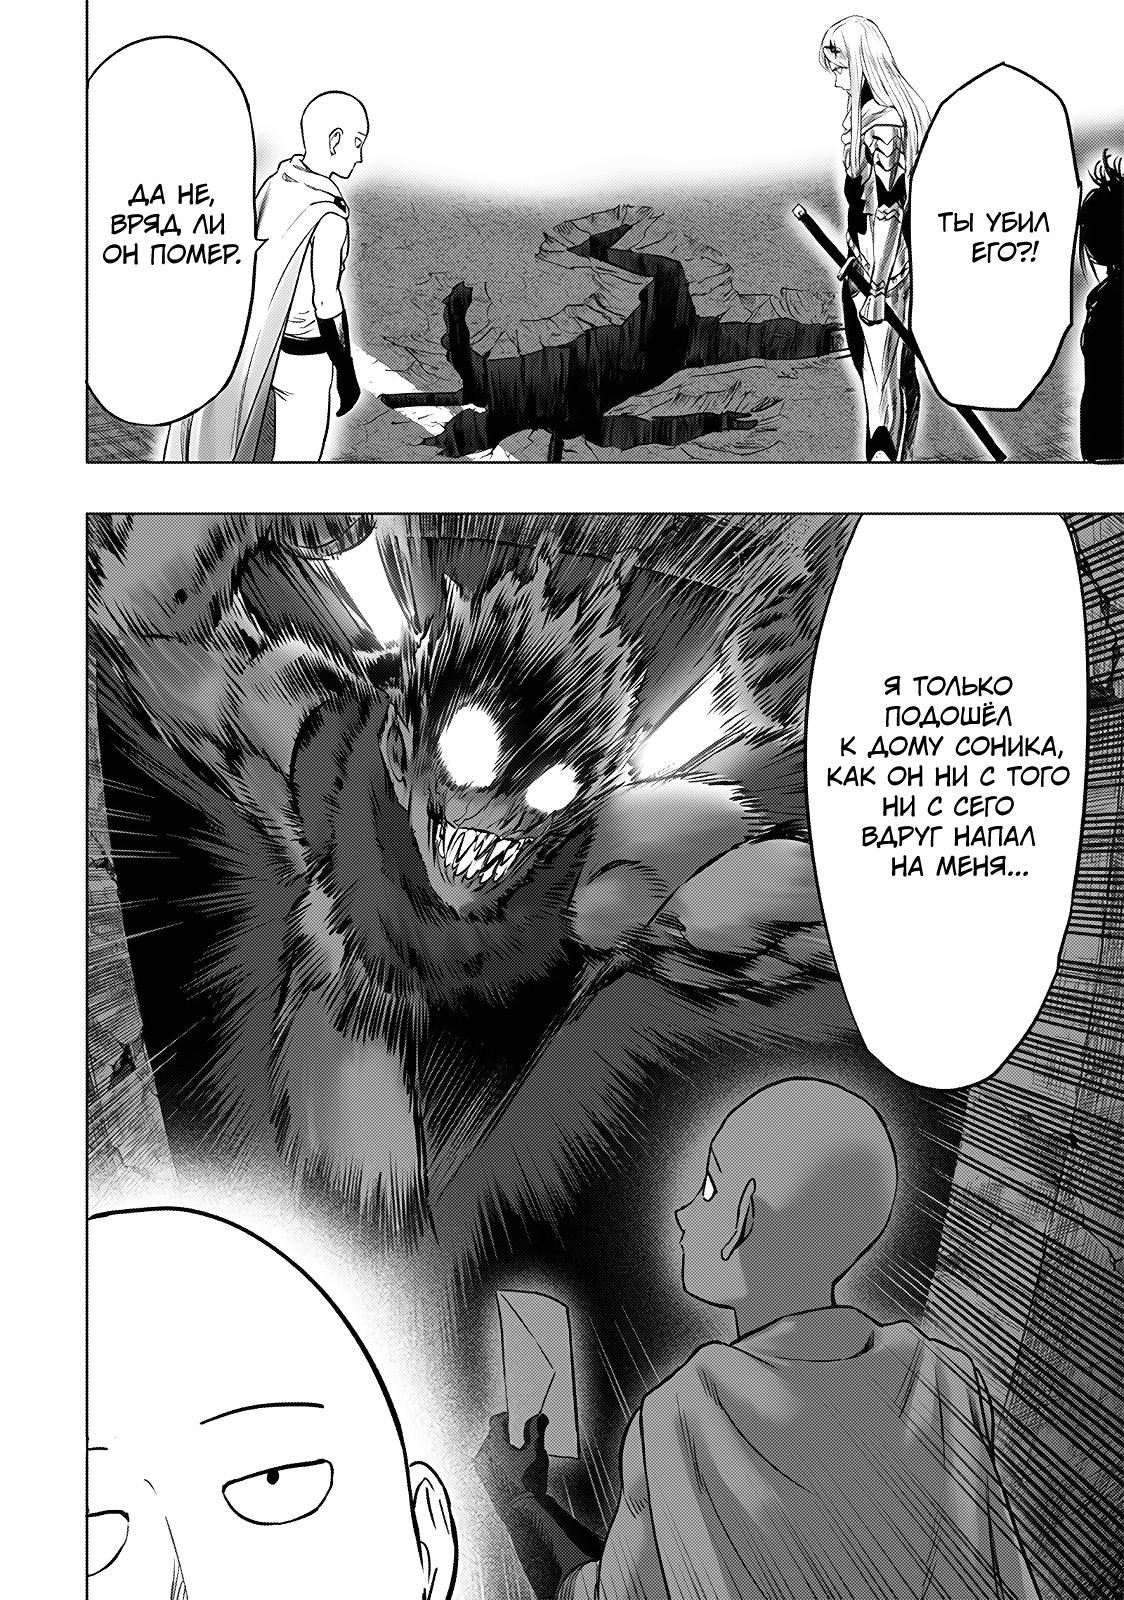 ТЫ УБИЛ
ЕГО?!
ДА НЕ,
ВРЯД ЛИ
ОН ПОМЕР.
Я ТОЛЬКО
ПОДОШЁЛ
К ДОМУ СОНИКА,
КАК ОН НИ С ТОГО
НИ С СЕГО
ВДРУГ НАПАЛ
НА МЕНЯ...